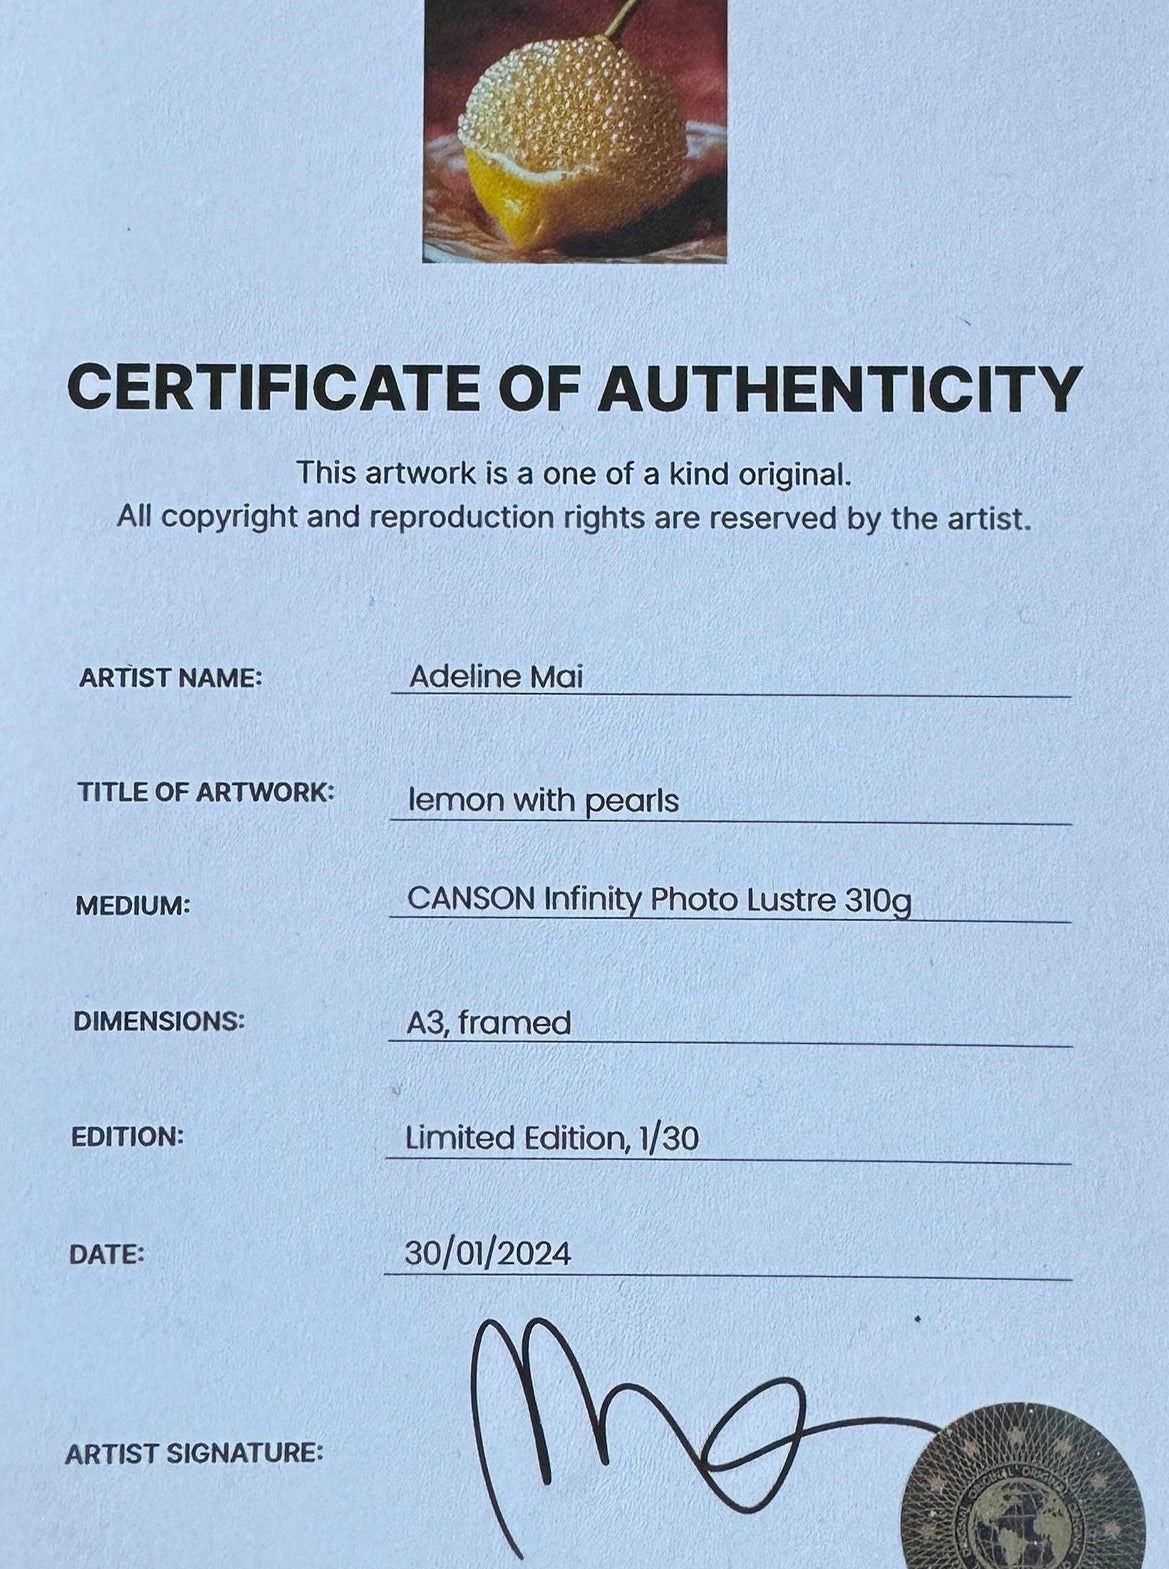 CERTIFICATE OF AUTHENTICITY
This artwork is a one of a kind original.
All copyright and reproduction rights are reserved by the artist.
ARTIST NAME: Adeline Mai
TITLE OF ARTWORK: lemon with pearls
MEDIUM: CANSON Infinity Photo Lustre 310g
DIMENSIONS: A3, framed
EDITION: Limited Edition, 1/30
DATE: 30/01/2024
ARTIST SIGNATURE: